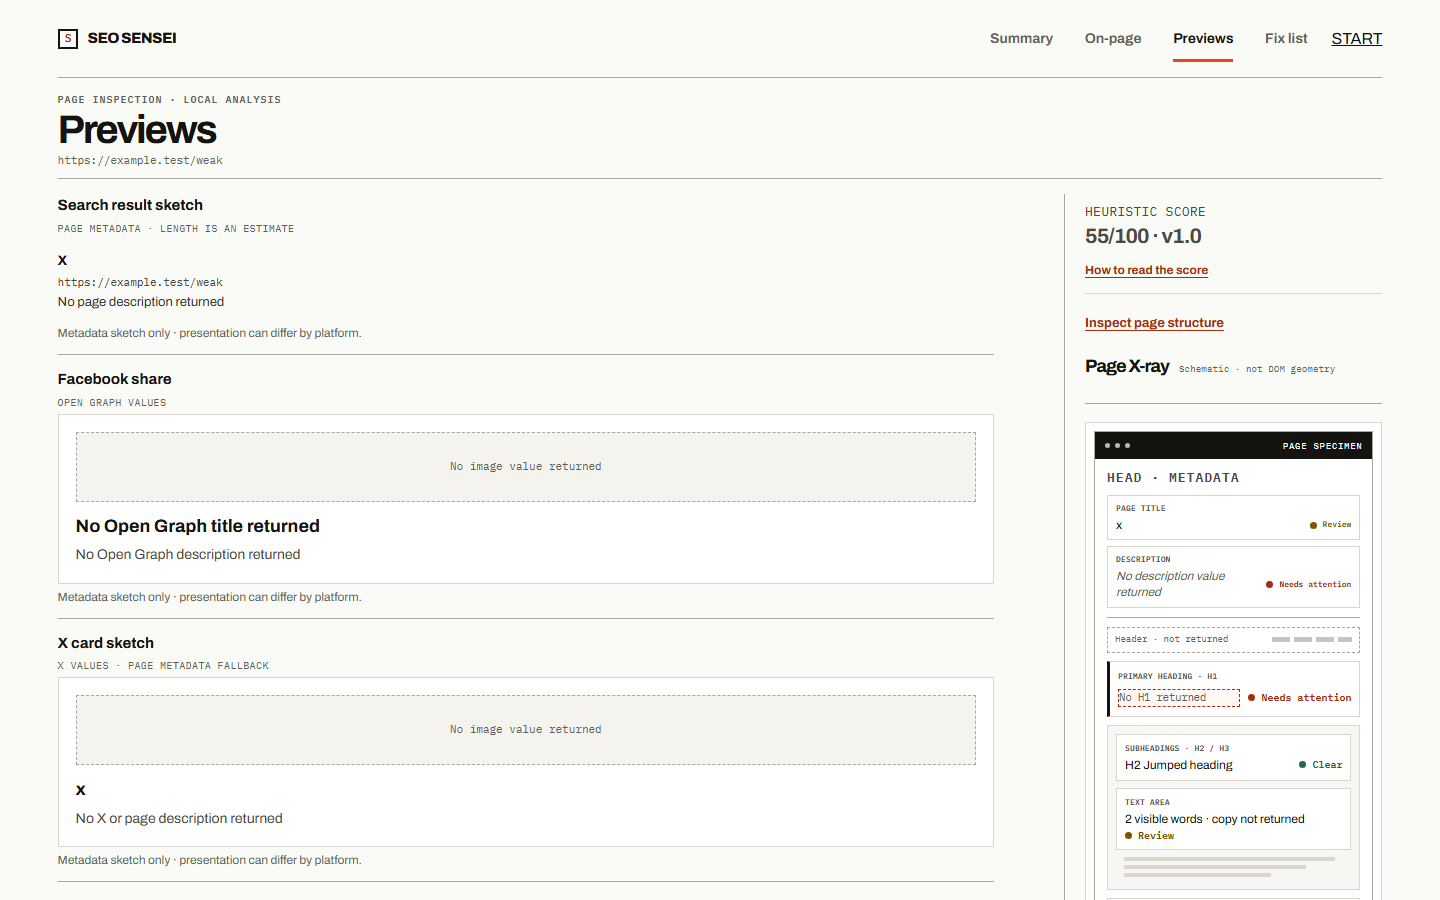 S SEO SENSEI
Summary On-page Previews Fix list START
PAGE INSPECTION · LOCAL ANALYSIS
Previews
https://example.test/weak
Search result sketch
PAGE METADATA · LENGTH IS AN ESTIMATE
x
https://example.test/weak
No page description returned
Metadata sketch only · presentation can differ by platform.
Facebook share
OPEN GRAPH VALUES
No image value returned
No Open Graph title returned
No Open Graph description returned
Metadata sketch only · presentation can differ by platform.
X card sketch
X VALUES · PAGE METADATA FALLBACK
No image value returned
x
No X or page description returned
Metadata sketch only · presentation can differ by platform.
HEURISTIC SCORE
55/100 · v1.0
How to read the score
Inspect page structure
Page X-ray Schematic · not DOM geometry
PAGE SPECIMEN
HEAD · METADATA
PAGE TITLE
x Review
DESCRIPTION
No description value
returned
Needs attention
Header · not returned
PRIMARY HEADING · H1
No H1 returned Needs attention
SUBHEADINGS · H2 / H3
H2 Jumped heading Clear
TEXT AREA
2 visible words · copy not returned
Review